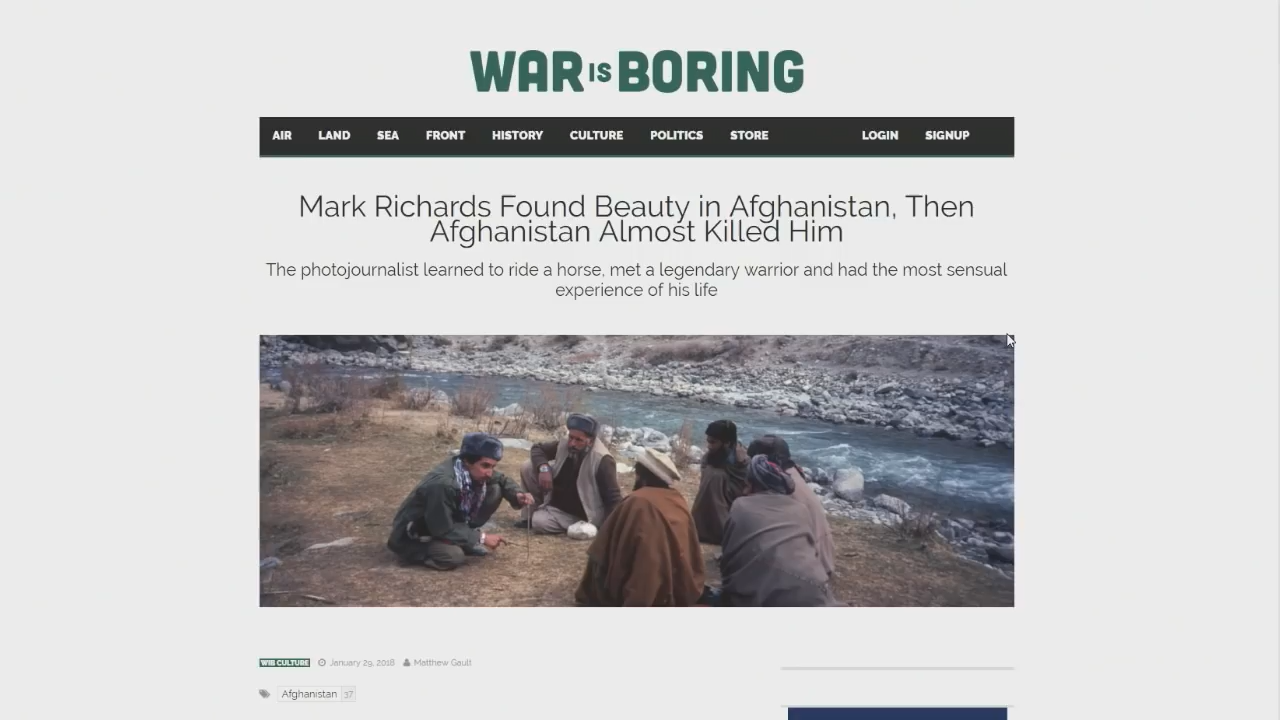 WAR IS BORING
AIR LAND SEA FRONT HISTORY CULTURE POLITICS STORE LOGIN SIGNUP
Mark Richards Found Beauty in Afghanistan, Then
Afghanistan Almost Killed Him
The photojournalist learned to ride a horse, met a legendary warrior and had the most sensual
experience of his life
WIB CULTURE January 29, 2018 Matthew Gault
Afghanistan 37